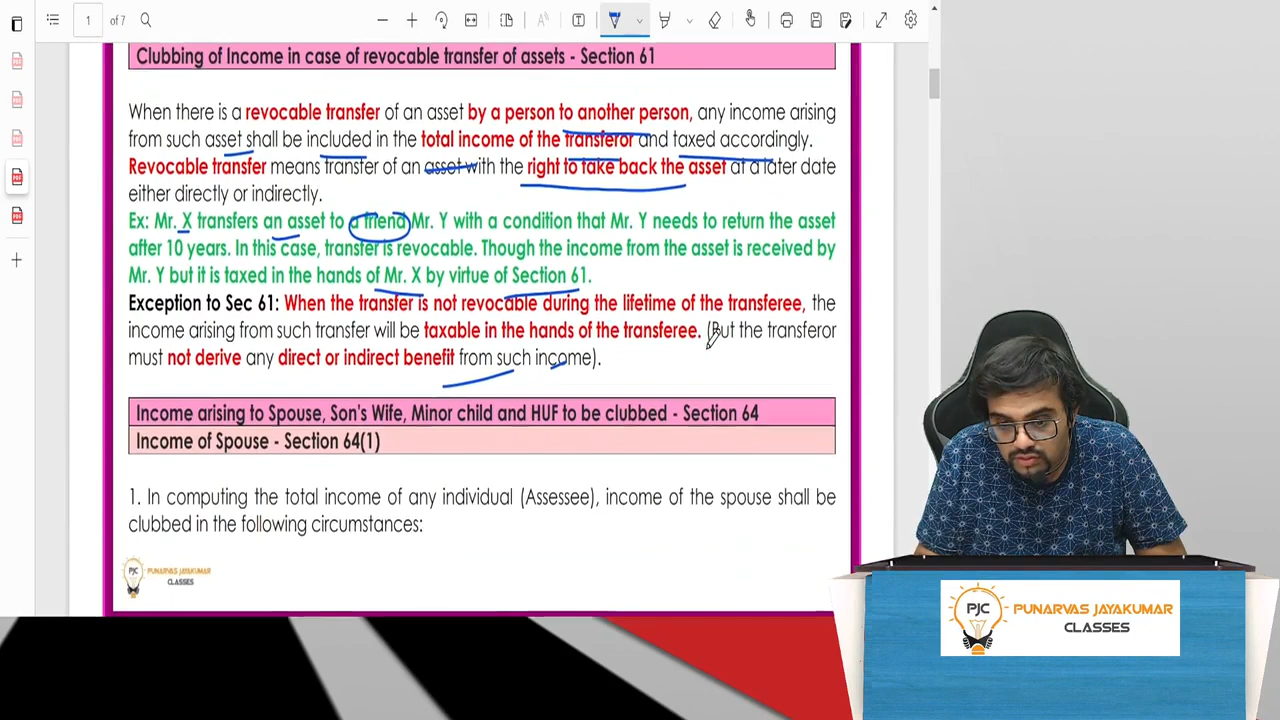 1 of 7
Clubbing of Income in case of revocable transfer of assets - Section 61
When there is a revocable transfer of an asset by a person to another person, any income arising
from such asset shall be included in the total income of the transferor and taxed accordingly.
Revocable transfer means transfer of an asset with the right to take back the asset at a later date
either directly or indirectly.
Ex: Mr. X transfers an asset to a friend Mr. Y with a condition that Mr. Y needs to return the asset
after 10 years. In this case, transfer is revocable. Though the income from the asset is received by
Mr. Y but it is taxed in the hands of Mr. X by virtue of Section 61.
Exception to Sec 61: When the transfer is not revocable during the lifetime of the transferee, the
income arising from such transfer will be taxable in the hands of the transferee. (But the transferor
must not derive any direct or indirect benefit from such income).
Income arising to Spouse, Son's Wife, Minor child and HUF to be clubbed - Section 64
Income of Spouse - Section 64(1)
1. In computing the total income of any individual (Assessee), income of the spouse shall be
clubbed in the following circumstances:
PJC PUNARVAS JAYAKUMAR
CLASSES
PJC PUNARVAS JAYAKUMAR
CLASSES